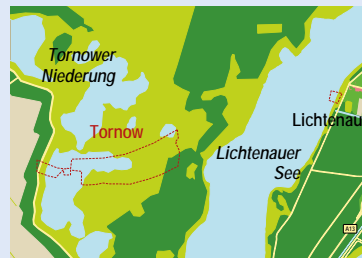 Tornower
Niederung
Tornow
Lichtenau
Lichtenauer
See
A13